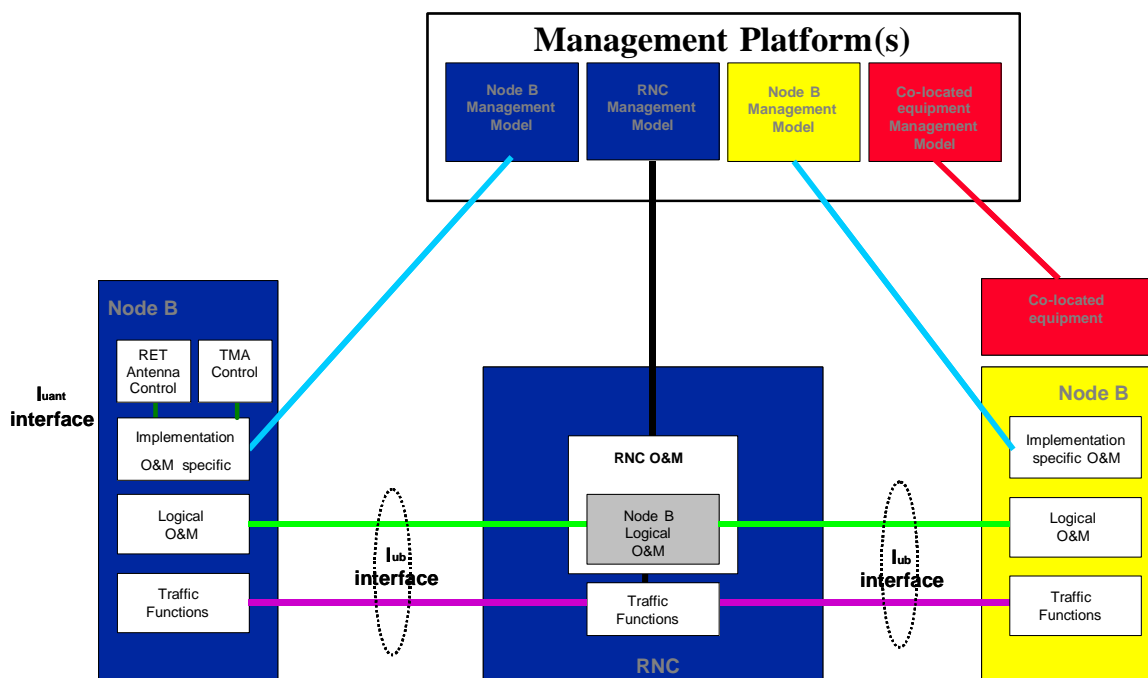 Management Platform(s)
Node B
Management
Model
RNC
Management
Model
Node B
Management
Model
Co-located
equipment
Management
Model
Node B
RET
Antenna
Control
TMA
Control
Iuant
interface
Implementation
O&M specific
Logical
O&M
Traffic
Functions
Iub
interface
RNC O&M
Node B
Logical
O&M
Traffic
Functions
RNC
Iub
interface
Co-located
equipment
Node B
Implementation
specific O&M
Logical
O&M
Traffic
Functions